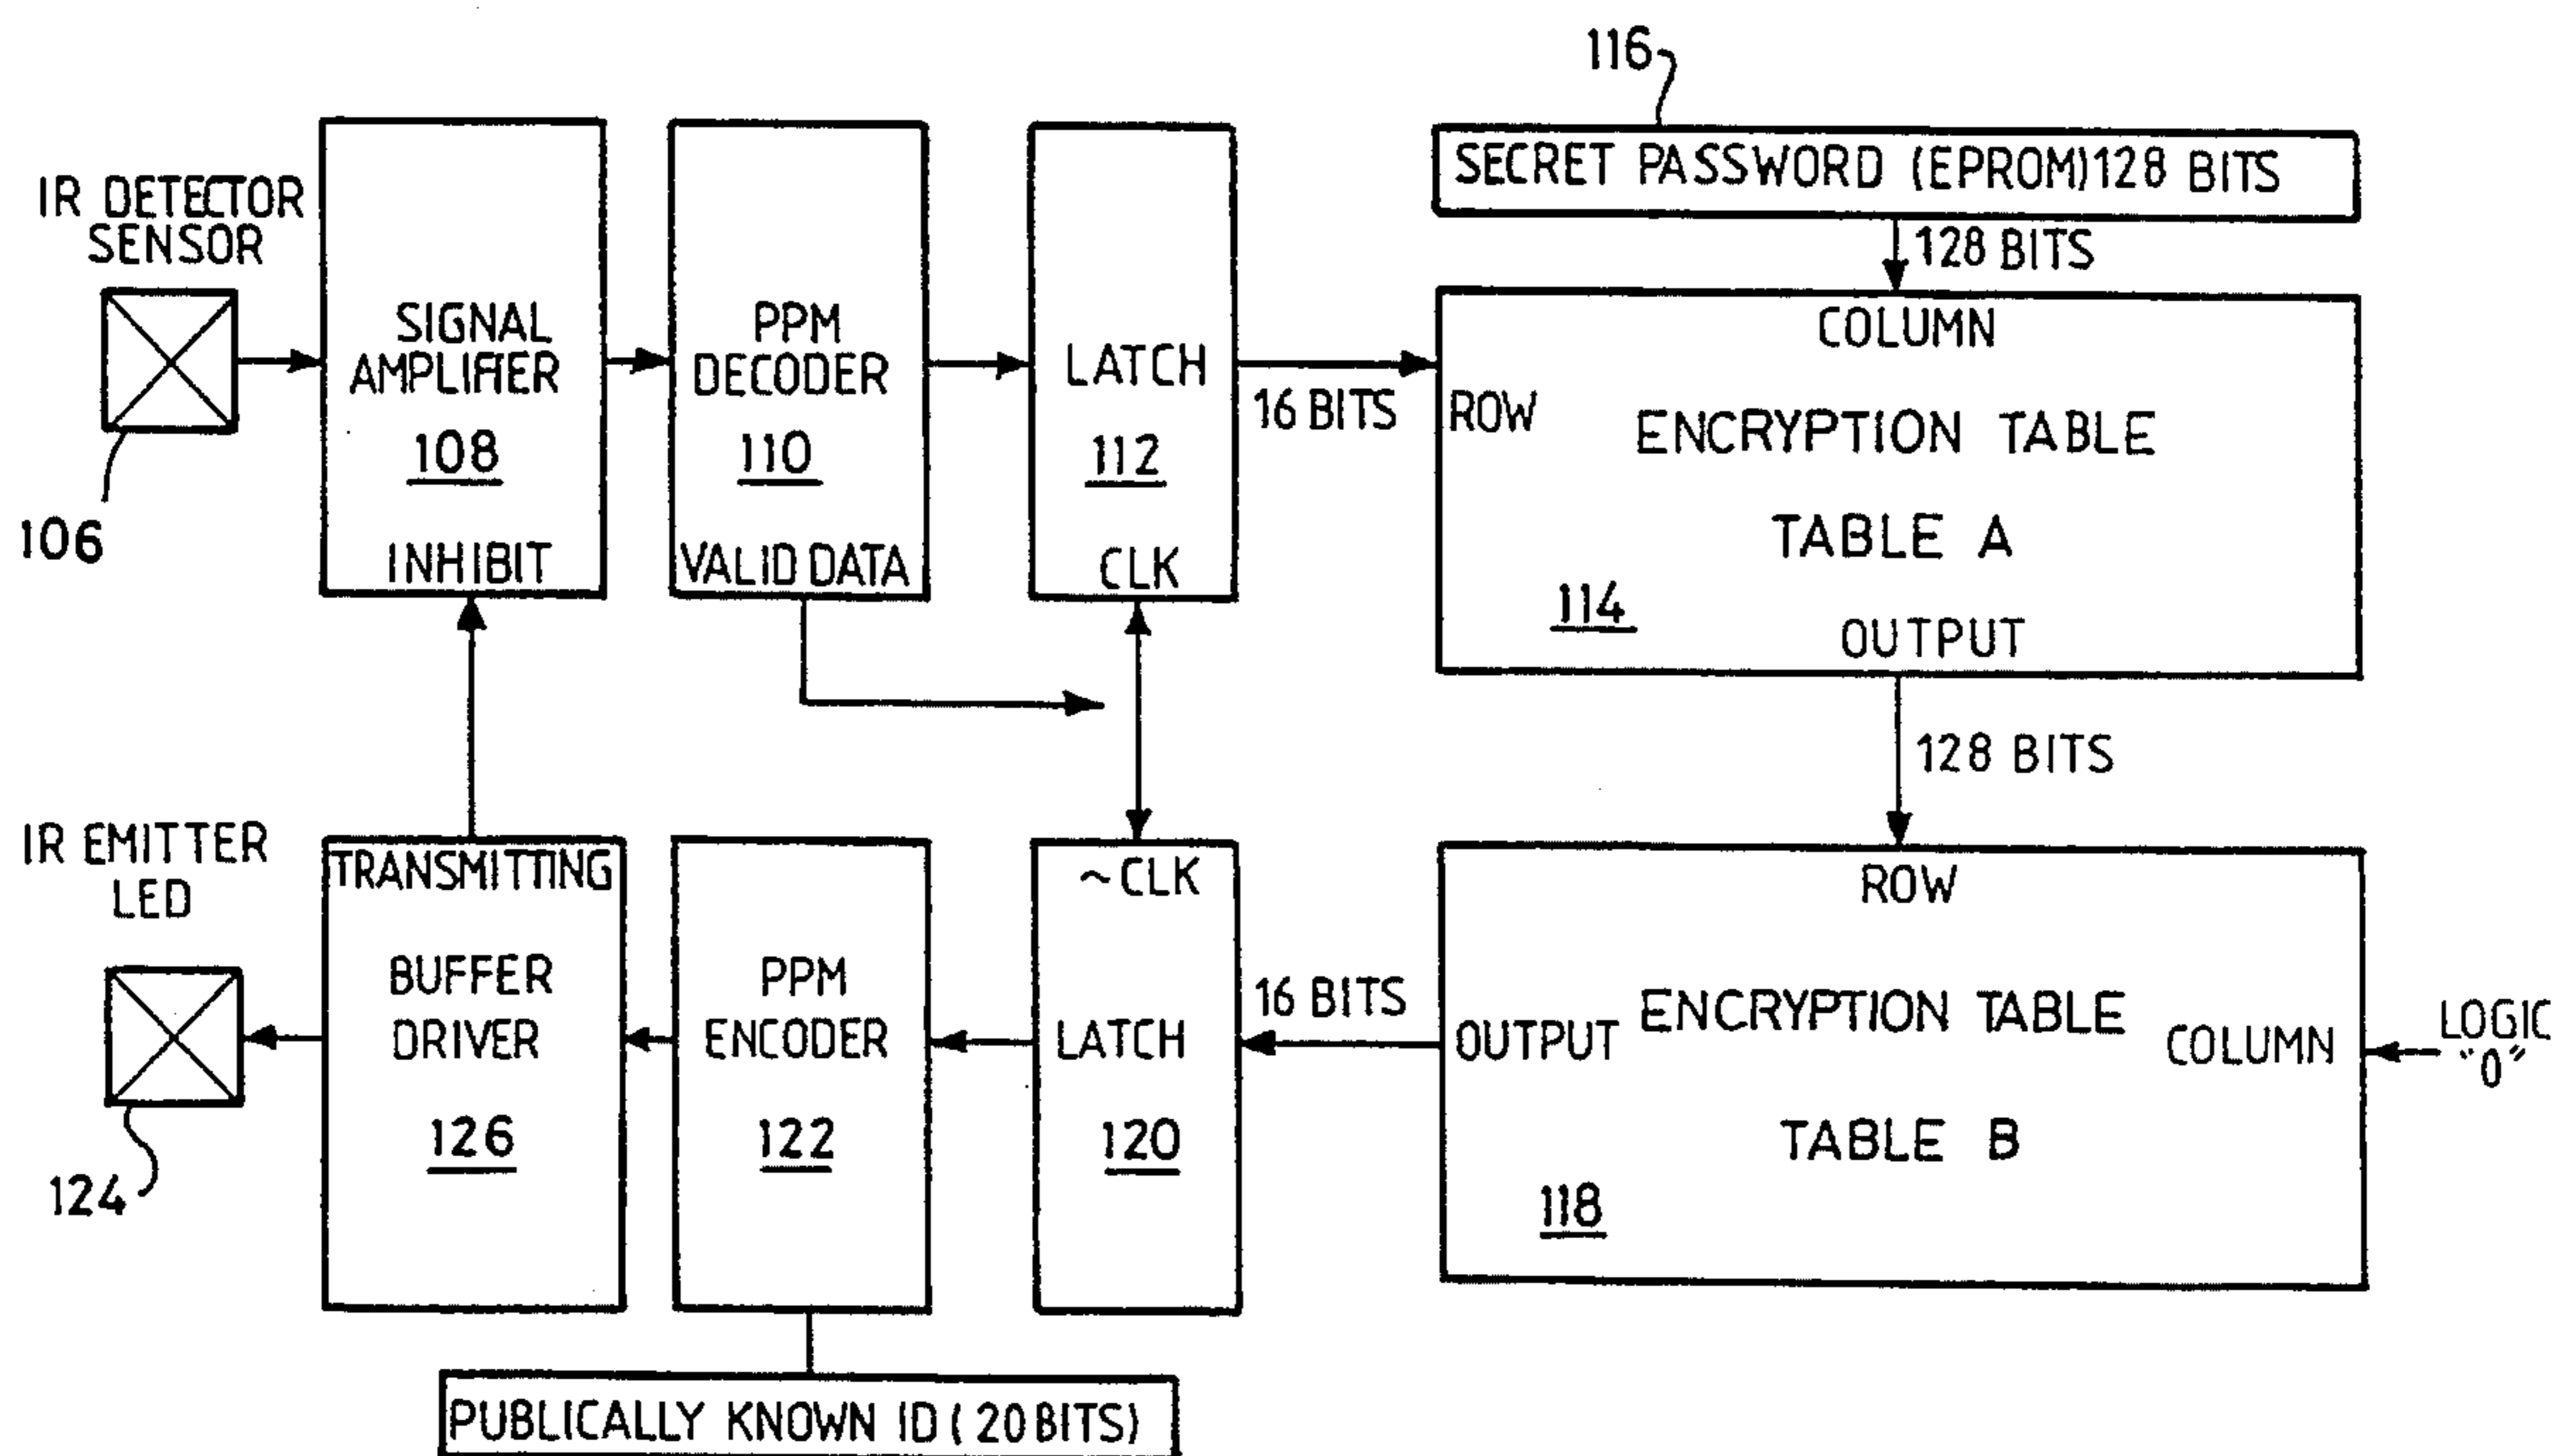 116
SECRET PASSWORD (EPROM)128 BITS
128 BITS
IR DETECTOR
SENSOR
106
SIGNAL
AMPLIFIER
108
INHIBIT
PPM
DECODER
110
VALID DATA
LATCH
112
CLK
16 BITS
COLUMN
ROW
ENCRYPTION TABLE
TABLE A
114
OUTPUT
128 BITS
IR EMITTER
LED
124
TRANSMITTING
BUFFER
DRIVER
126
PPM
ENCODER
122
~CLK
LATCH
120
16 BITS
ROW
OUTPUT
ENCRYPTION TABLE
COLUMN
TABLE B
118
LOGIC
"0"
PUBLICALLY KNOWN ID ( 20 BITS)